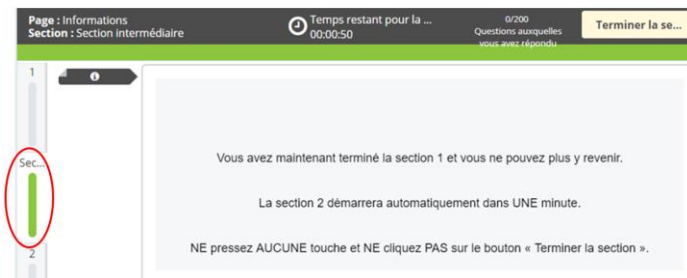 Page : Informations
Section : Section intermédiaire
Temps restant pour la ...
00:00:50
0/200
Questions auxquelles
vous avez répondu
Terminer la se...
1
Sec...
2
Vous avez maintenant terminé la section 1 et vous ne pouvez plus y revenir.
La section 2 démarrera automatiquement dans UNE minute.
NE pressez AUCUNE touche et NE cliquez PAS sur le bouton « Terminer la section ».